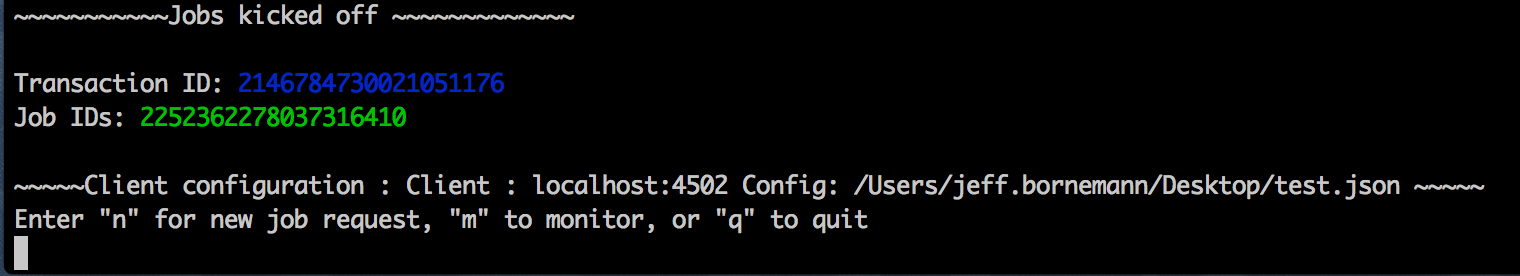 ~~~~~~~~~~~Jobs kicked off ~~~~~~~~~~~~~
Transaction ID: 2146784730021051176
Job IDs: 2252362278037316410
~~~~~Client configuration : Client : localhost:4502 Config: /Users/jeff.bornemann/Desktop/test.json ~~~~~
Enter "n" for new job request, "m" to monitor, or "q" to quit